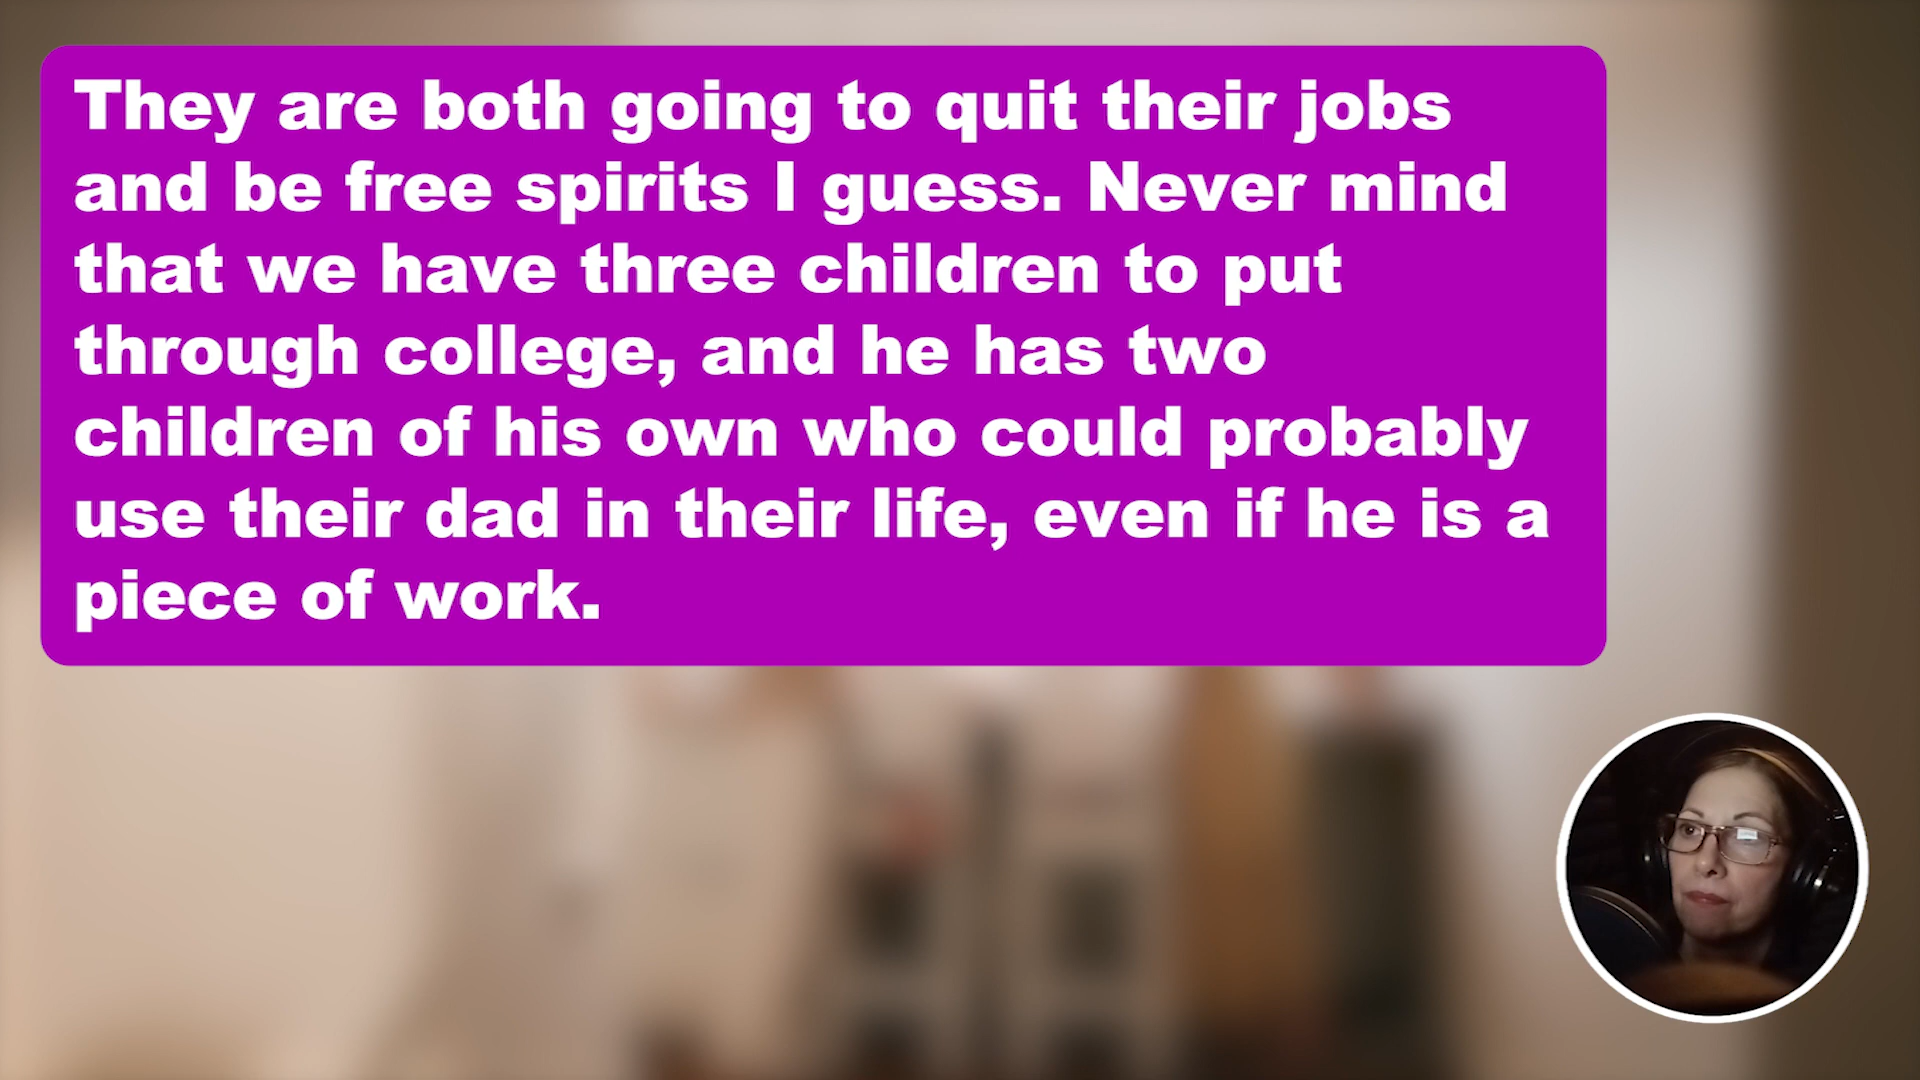 They are both going to quit their jobs
and be free spirits I guess. Never mind
that we have three children to put
through college, and he has two
children of his own who could probably
use their dad in their life, even if he is a
piece of work.